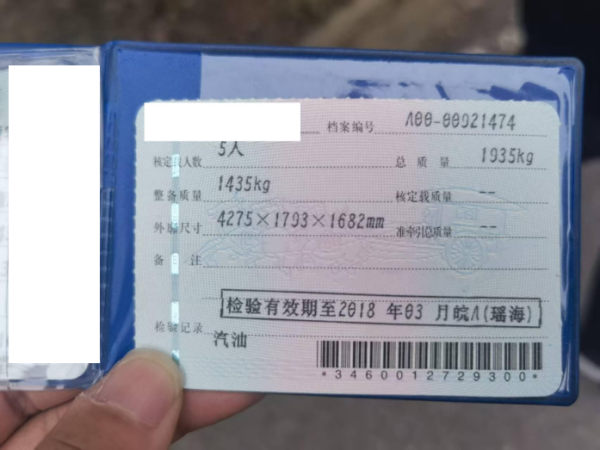 档案编号 A00-00921474
核定载人数 5人 总质量 1935kg
整备质量 1435kg 核定载质量 --
外廓尺寸 4275×1793×1682mm 准牵引总质量 --
备注
检验有效期至2018年03月皖A(瑶海)
检验记录
汽油
*3460012729300*